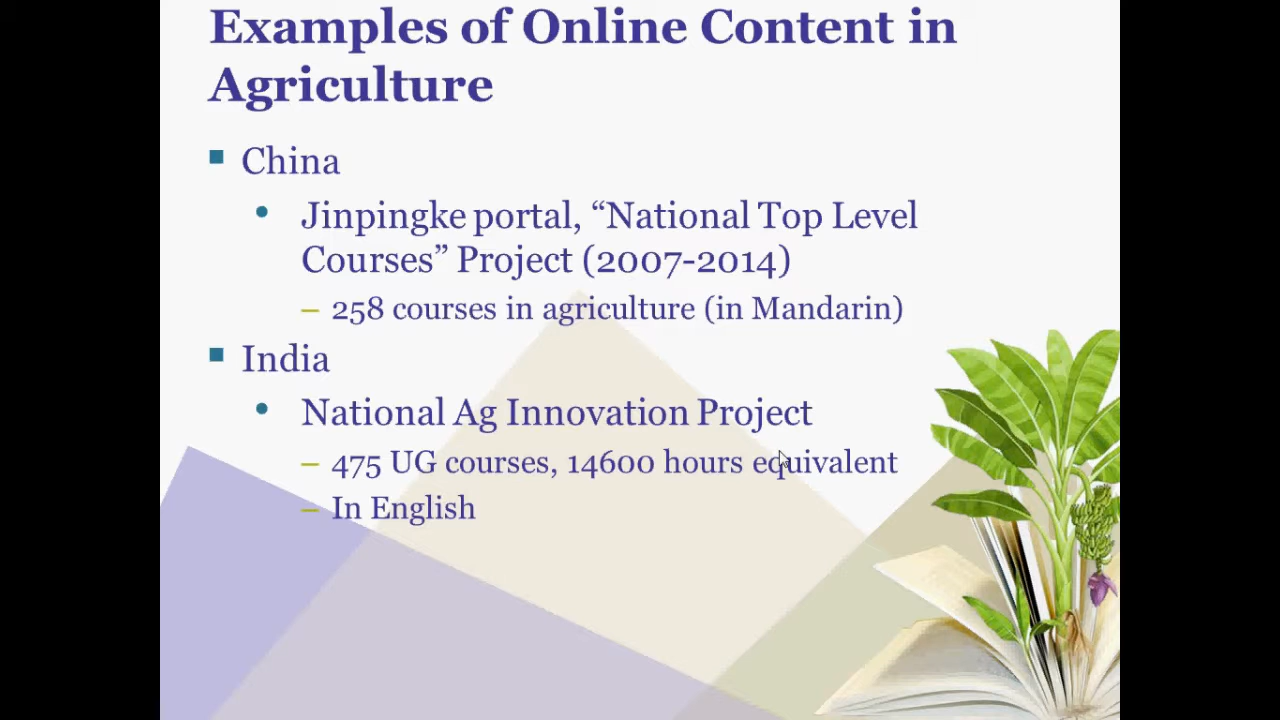 Examples of Online Content in
Agriculture
China
Jinpingke portal, “National Top Level
Courses” Project (2007-2014)
– 258 courses in agriculture (in Mandarin)
India
National Ag Innovation Project
– 475 UG courses, 14600 hours equivalent
– In English